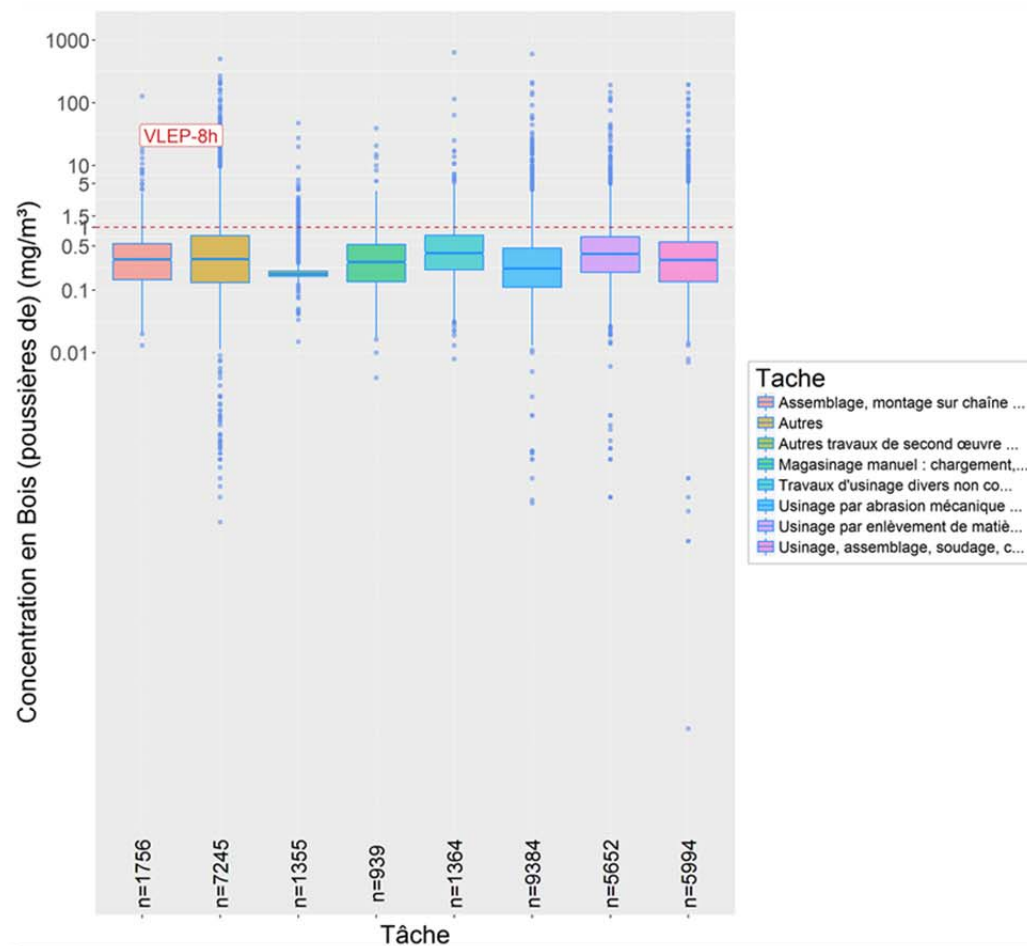 Concentration en Bois (poussières de) (mg/m³)
1000
100
10
5
1.5
1
0.5
0.1
0.01
VLEP-8h
n=1756
n=7245
n=1355
n=939
n=1364
n=9384
n=5652
n=5994
Tâche
Tache
Assemblage, montage sur chaîne ...
Autres
Autres travaux de second œuvre ...
Magasinage manuel : chargement,...
Travaux d'usinage divers non co...
Usinage par abrasion mécanique ...
Usinage par enlèvement de matiè...
Usinage, assemblage, soudage, c...